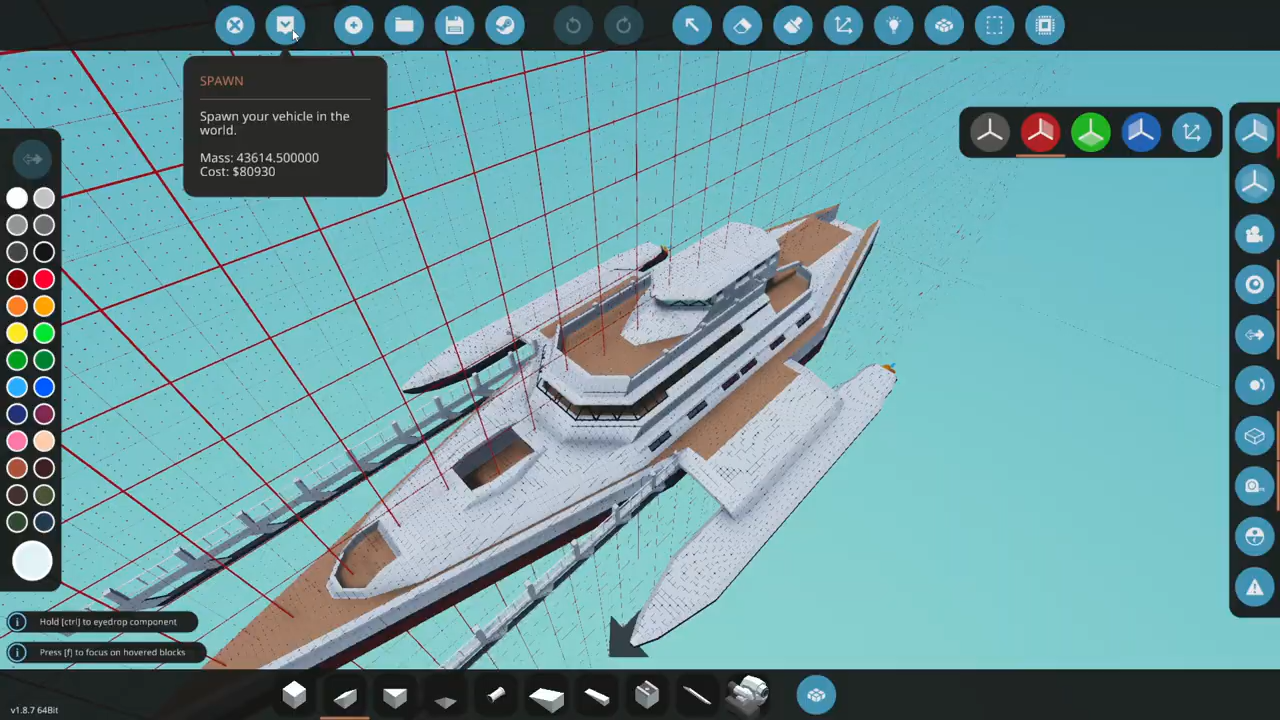 SPAWN
Spawn your vehicle in the
world.
Mass: 43614.500000
Cost: $80930
Hold [ctrl] to eyedrop component
Press [f] to focus on hovered blocks
v1.8.7 64Bit